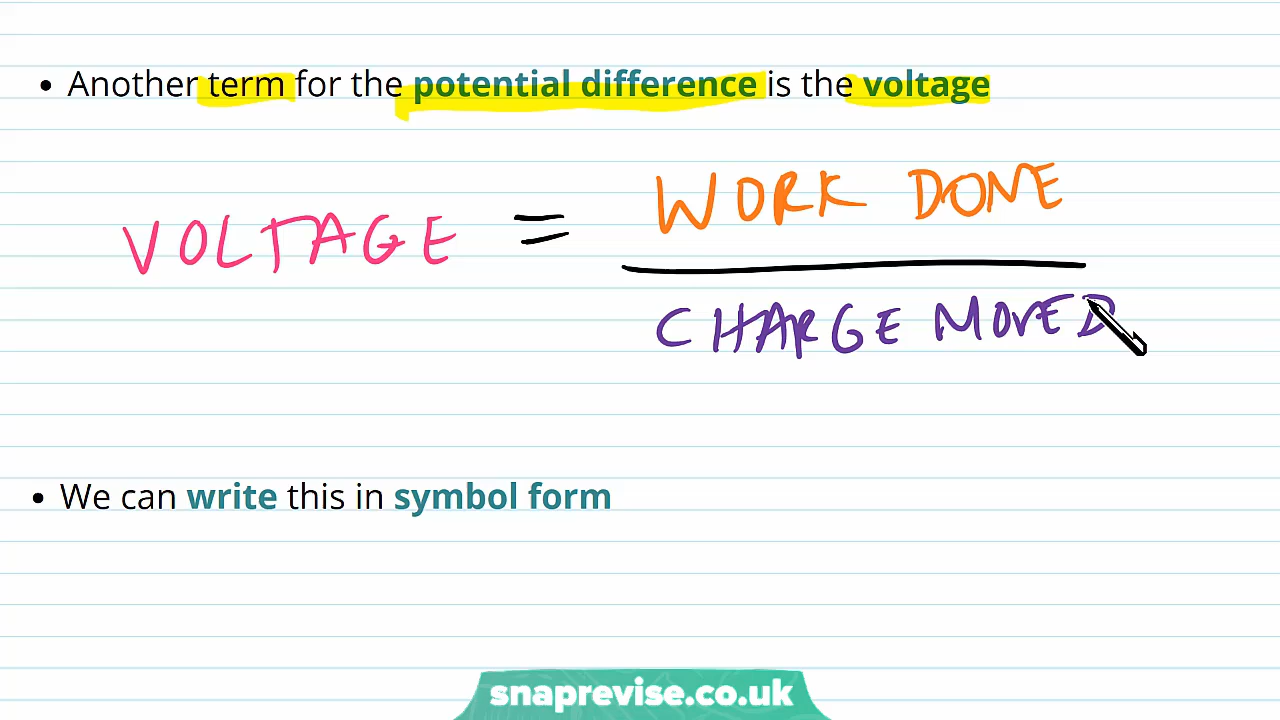 • Another term for the potential difference is the voltage
VOLTAGE = WORK DONE
CHARGE MOVED
• We can write this in symbol form
snaprevise.co.uk